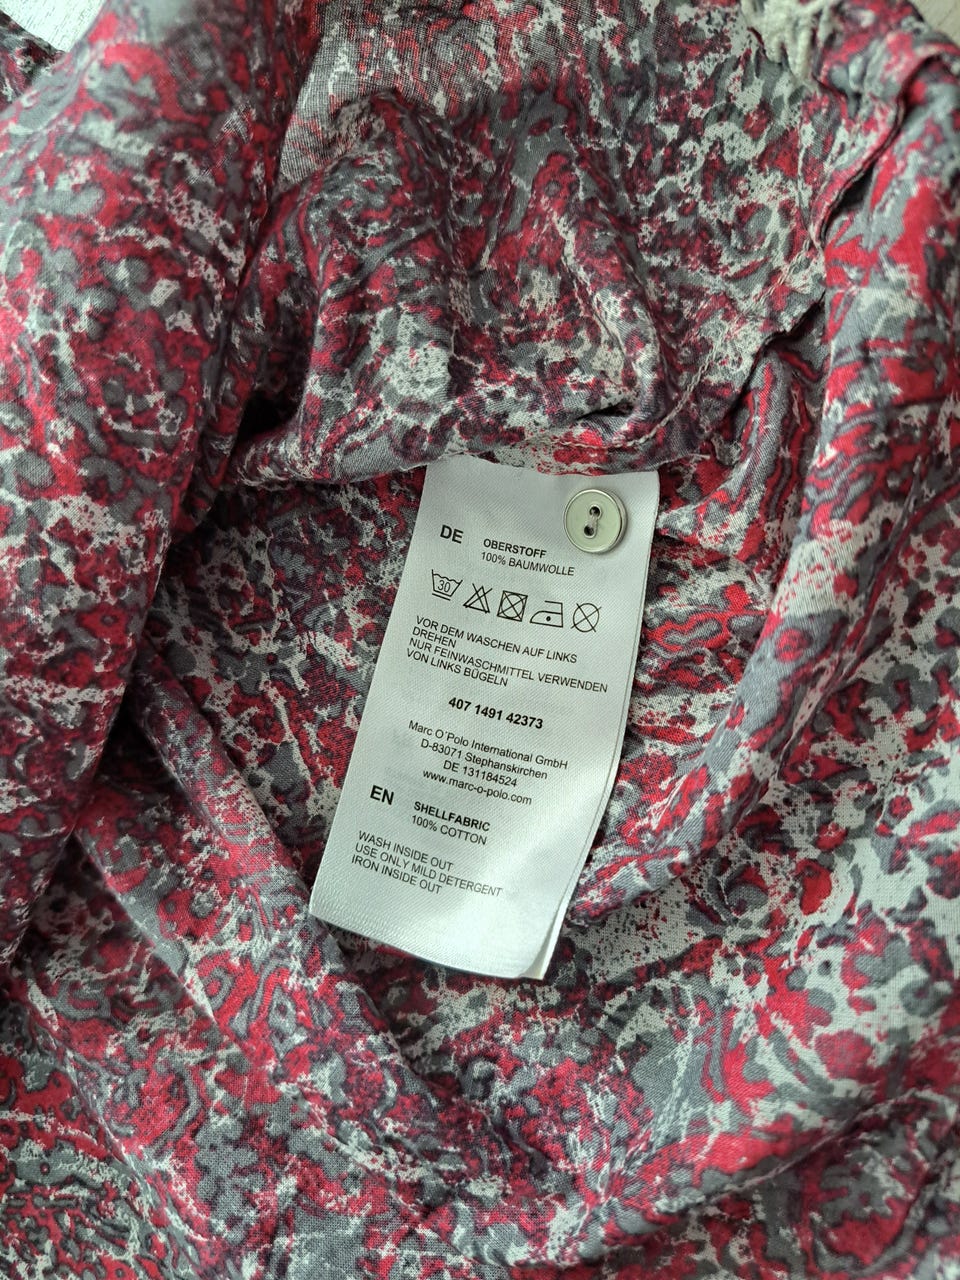 DE OBERSTOFF
100% BAUMWOLLE
30
VOR DEM WASCHEN AUF LINKS
DREHEN
NUR FEINWASCHMITTEL VERWENDEN
VON LINKS BÜGELN
407 1491 42373
Marc O´Polo International GmbH
D-83071 Stephanskirchen
DE 131184524
www.marc-o-polo.com
EN SHELLFABRIC
100% COTTON
WASH INSIDE OUT
USE ONLY MILD DETERGENT
IRON INSIDE OUT